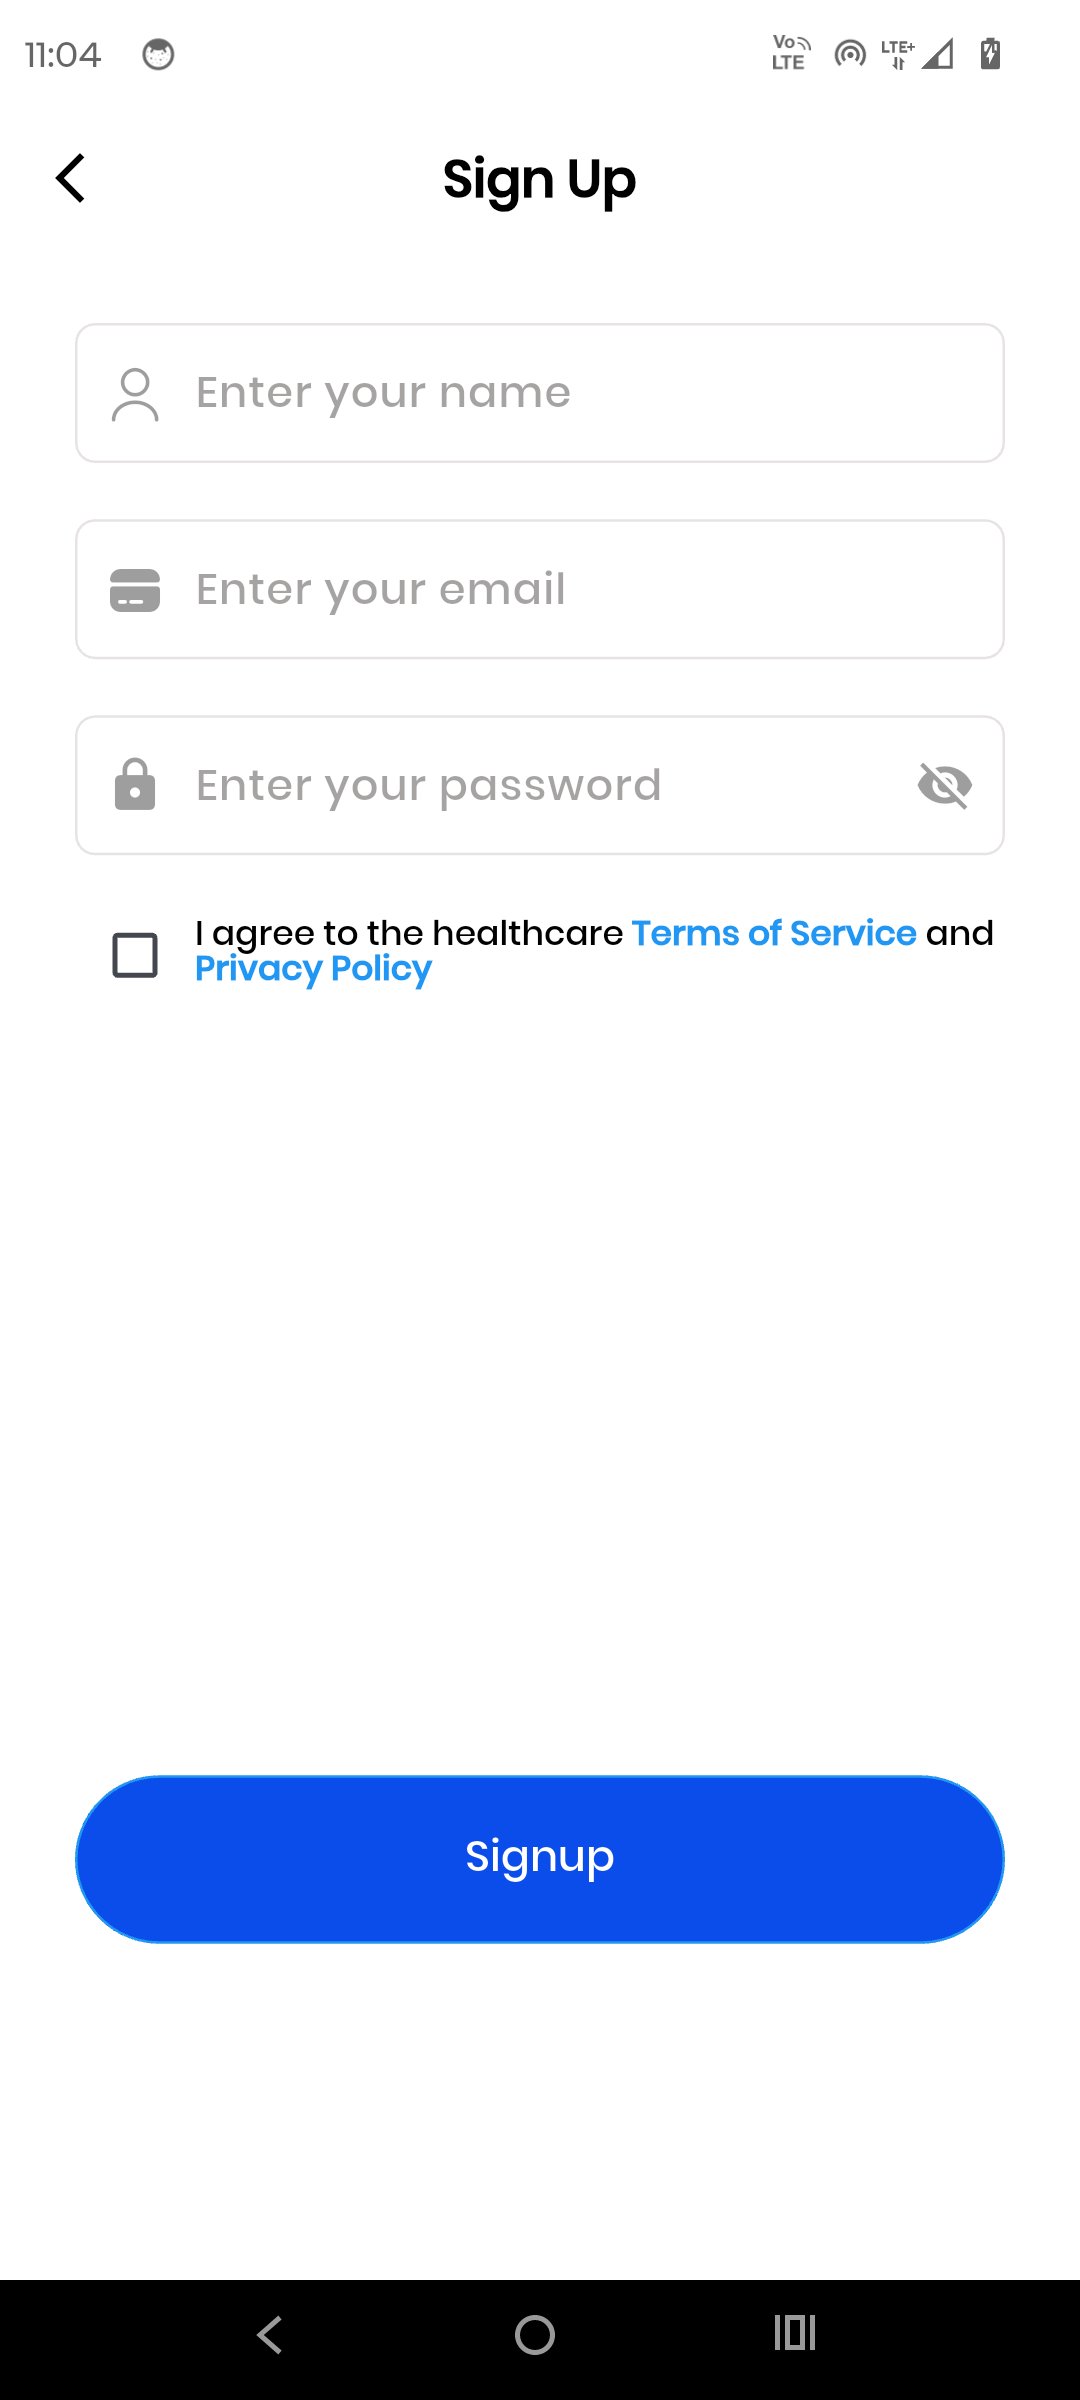 11:04
Vo
LTE
LTE+
Sign Up
Enter your name
Enter your email
Enter your password
I agree to the healthcare Terms of Service and
Privacy Policy
Signup